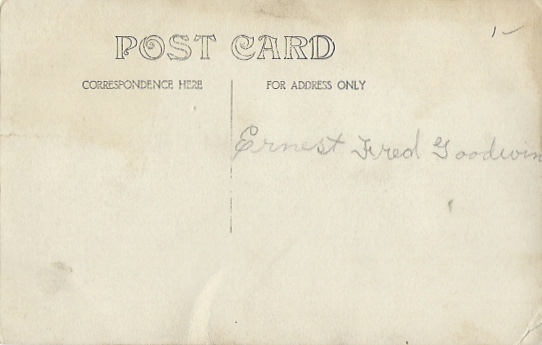 1-
POST CARD
CORRESPONDENCE HERE
FOR ADDRESS ONLY
Ernest Fred Goodwin